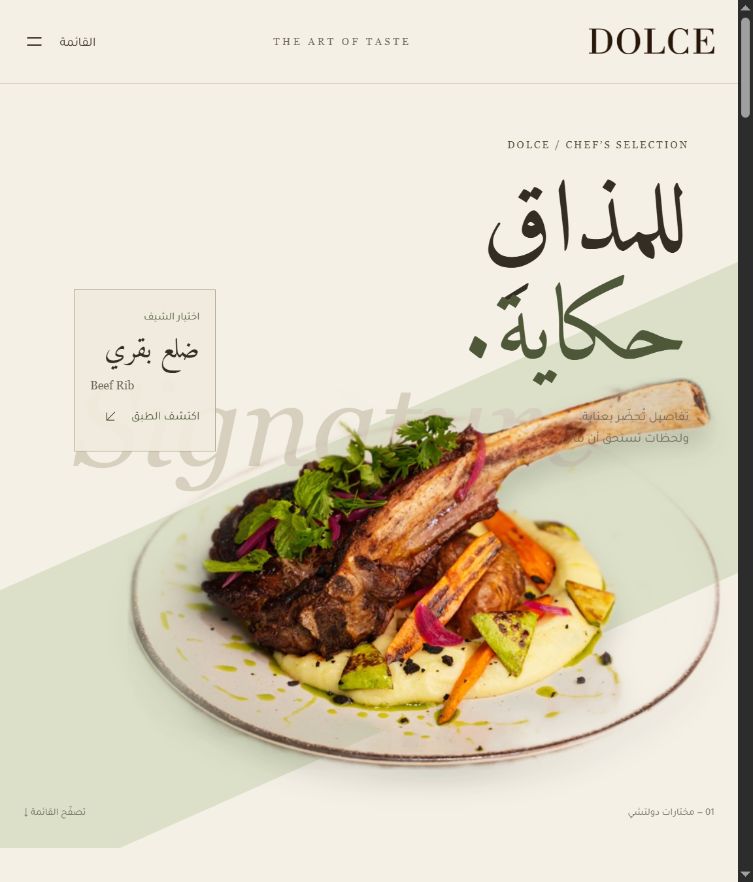 DOLCE
THE ART OF TASTE
القائمة
DOLCE / CHEF'S SELECTION
للمذاق
حكاية.
تفاصيل تُحضّر بعناية،
ولحظات تستحق أن
اختيار الشيف
ضلع بقري
Beef Rib
اكتشف الطبق ↙
Signature
01 — مختارات دولتشي
تصفّح القائمة ↓